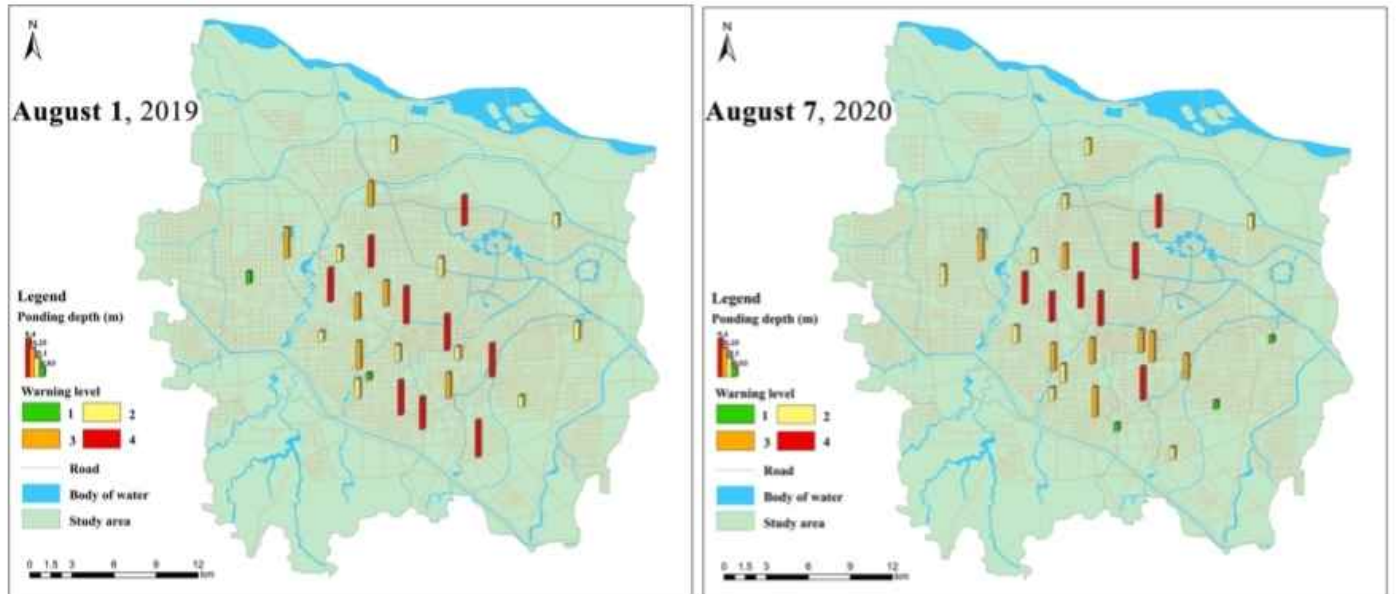 N
August 1, 2019
Legend
Ponding depth (m)
Warning level
1 2
3 4
Road
Body of water
Study area
0 1.5 3 6 9 12
km
N
August 7, 2020
Legend
Ponding depth (m)
Warning level
1 2
3 4
Road
Body of water
Study area
0 1.5 3 6 9 12
km